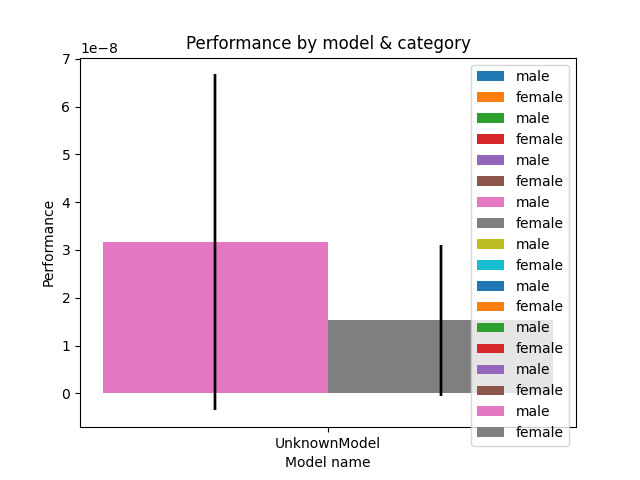 Performance by model & category
1e−8
7
6
5
4
3
2
1
0
Performance
UnknownModel
Model name
male
female
male
female
male
female
male
female
male
female
male
female
male
female
male
female
male
female